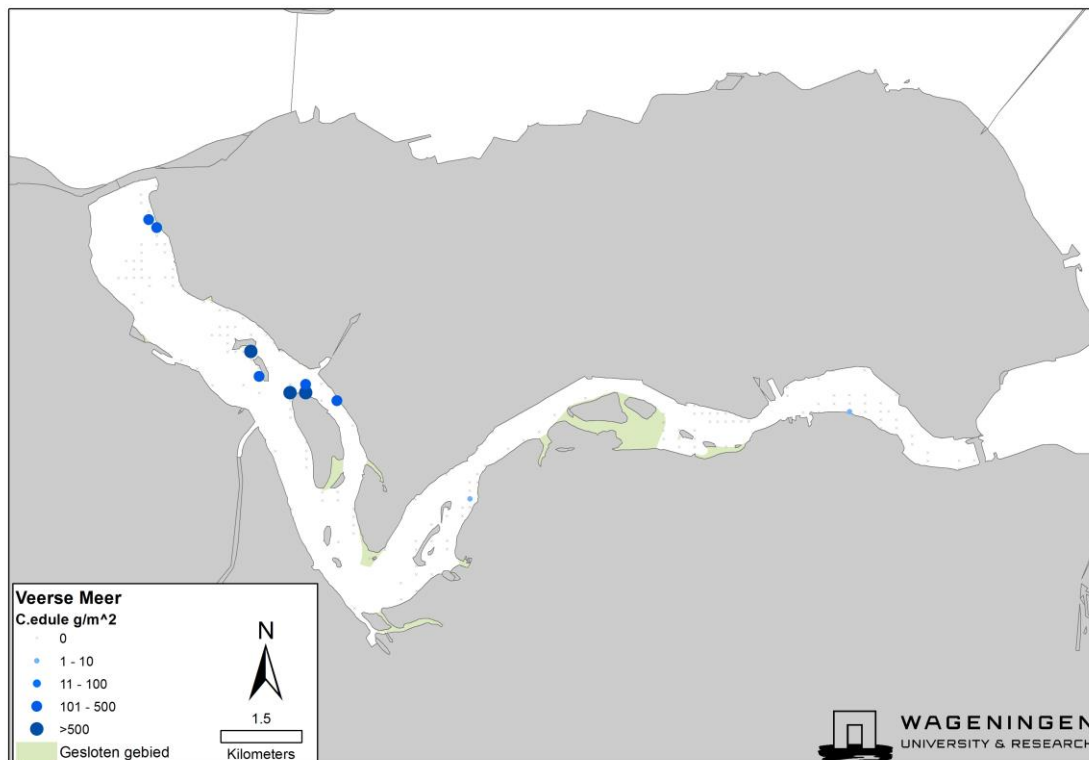 Veerse Meer
C.edule g/m^2
0
1 - 10
11 - 100
101 - 500
>500
Gesloten gebied
N
1.5
Kilometers
WAGENINGEN
UNIVERSITY & RESEARCH